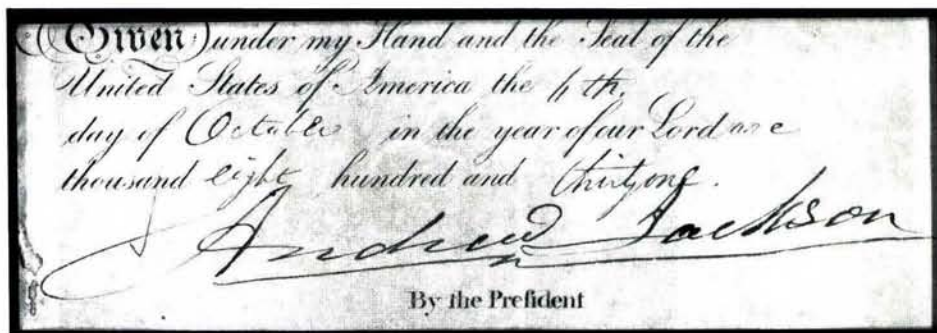 Given under my Hand and the Seal of the
United States of America the 6th.
day of October in the year of our Lord one
thousand eight hundred and thirty one.
Andrew Jackson
By the Preſident